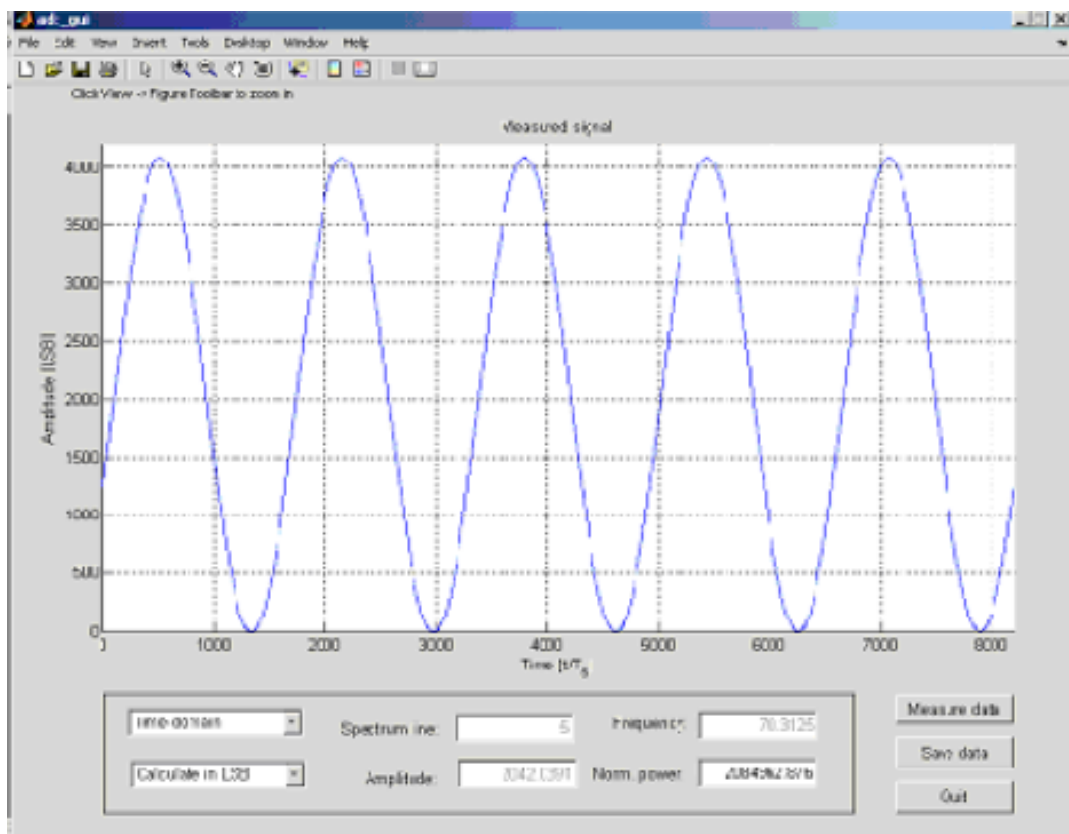 adc_gui
File Edit View Insert Tools Desktop Window Help
Click View -> Figure Toolbar to zoom in
Measured signal
4000
3500
3000
2500
2000
1500
1000
500
0
Amplitude [LSB]
0 1000 2000 3000 4000 5000 6000 7000 8000
Time [t/Ts
Time-domain
Spectrum line: 5
Frequency: 78.3125
Calculate in LSB
Amplitude:
Norm. power
Measure data
Save data
Quit